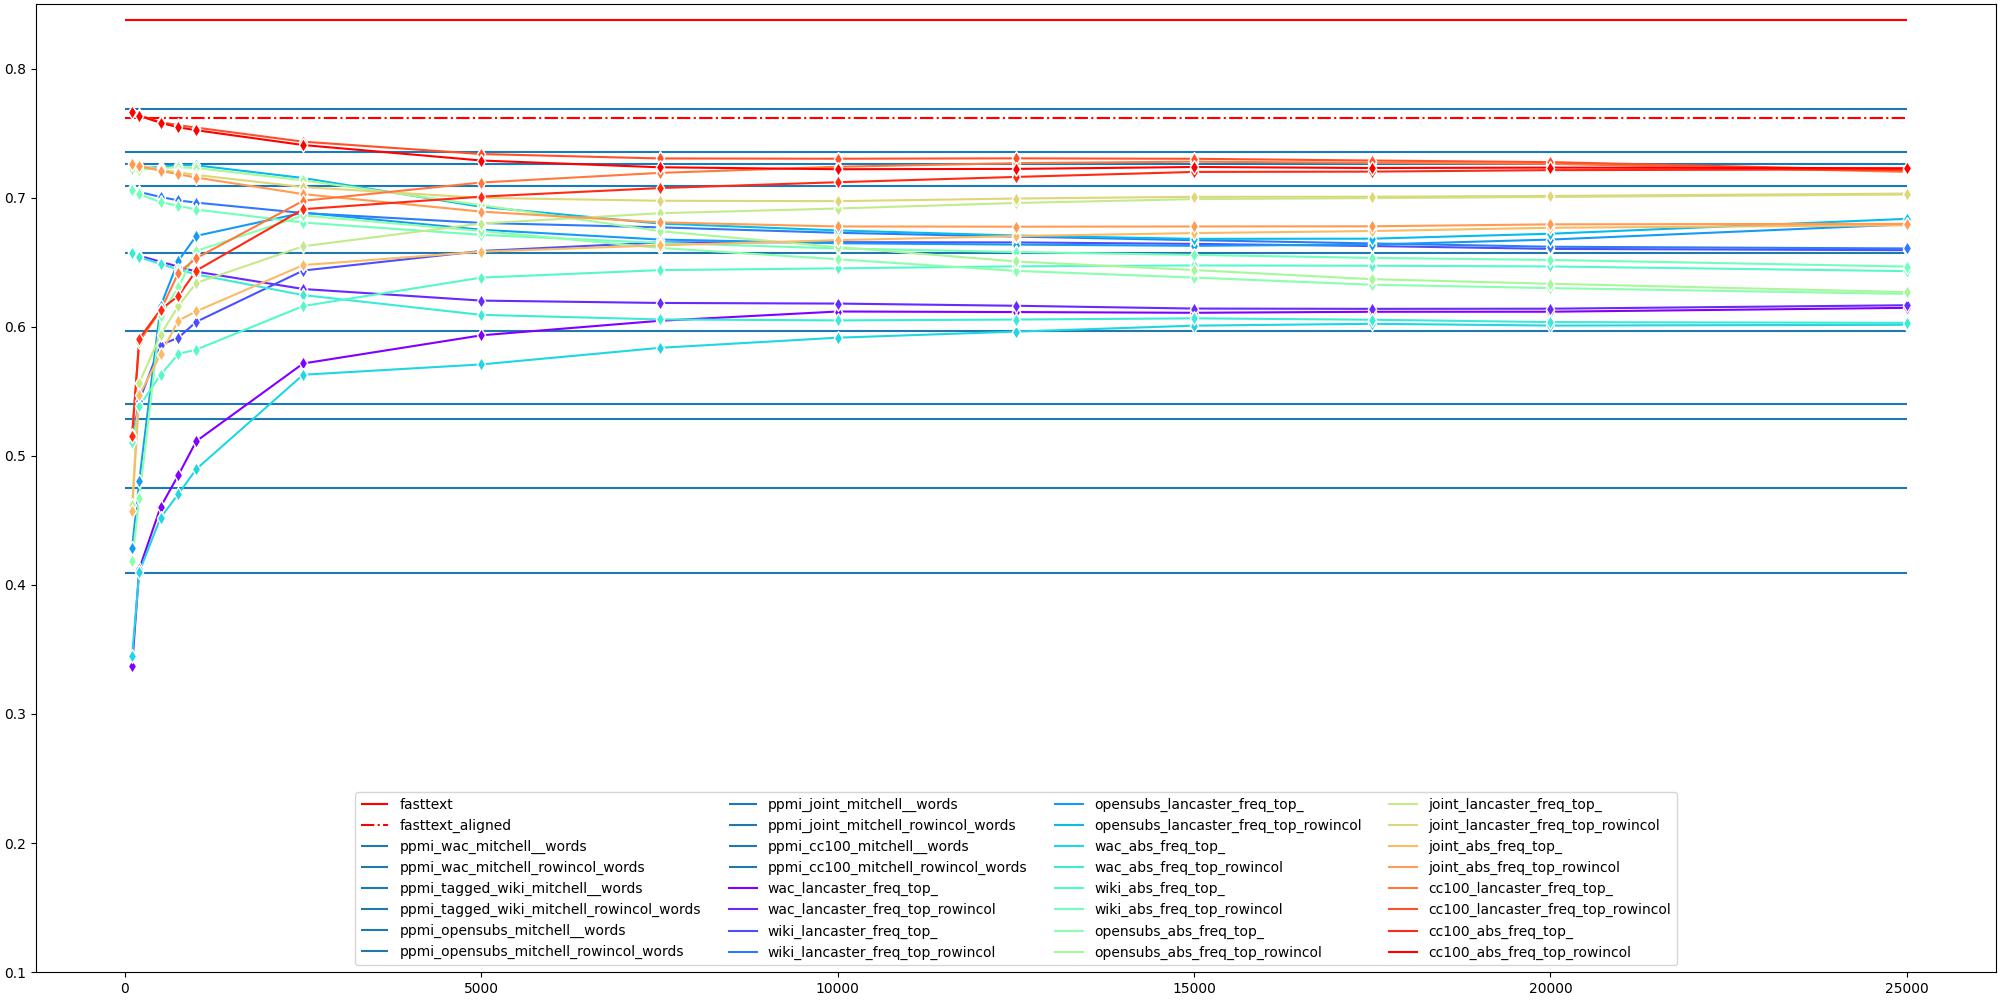 0.8
0.7
0.6
0.5
0.4
0.3
0.2
0.1
fasttext
fasttext_aligned
ppmi_wac_mitchell__words
ppmi_wac_mitchell_rowincol_words
ppmi_tagged_wiki_mitchell__words
ppmi_tagged_wiki_mitchell_rowincol_words
ppmi_opensubs_mitchell__words
ppmi_opensubs_mitchell_rowincol_words
ppmi_joint_mitchell__words
ppmi_joint_mitchell_rowincol_words
ppmi_cc100_mitchell__words
ppmi_cc100_mitchell_rowincol_words
wac_lancaster_freq_top_
wac_lancaster_freq_top_rowincol
wiki_lancaster_freq_top_
wiki_lancaster_freq_top_rowincol
opensubs_lancaster_freq_top_
opensubs_lancaster_freq_top_rowincol
wac_abs_freq_top_
wac_abs_freq_top_rowincol
wiki_abs_freq_top_
wiki_abs_freq_top_rowincol
opensubs_abs_freq_top_
opensubs_abs_freq_top_rowincol
joint_lancaster_freq_top_
joint_lancaster_freq_top_rowincol
joint_abs_freq_top_
joint_abs_freq_top_rowincol
cc100_lancaster_freq_top_
cc100_lancaster_freq_top_rowincol
cc100_abs_freq_top_
cc100_abs_freq_top_rowincol
0 5000 10000 15000 20000 25000